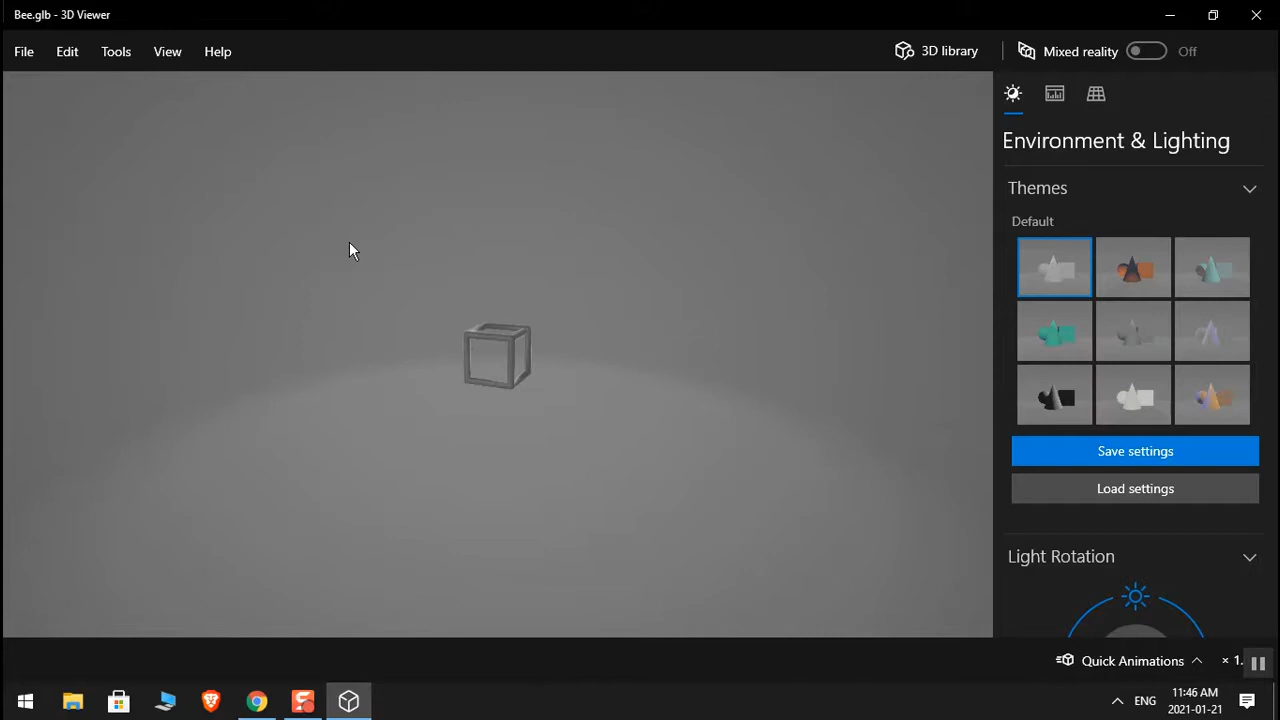 Bee.glb - 3D Viewer
File Edit Tools View Help
3D library
Mixed reality Off
Environment & Lighting
Themes
Default
Save settings
Load settings
Light Rotation
Quick Animations × 1.
ENG
11:46 AM
2021-01-21